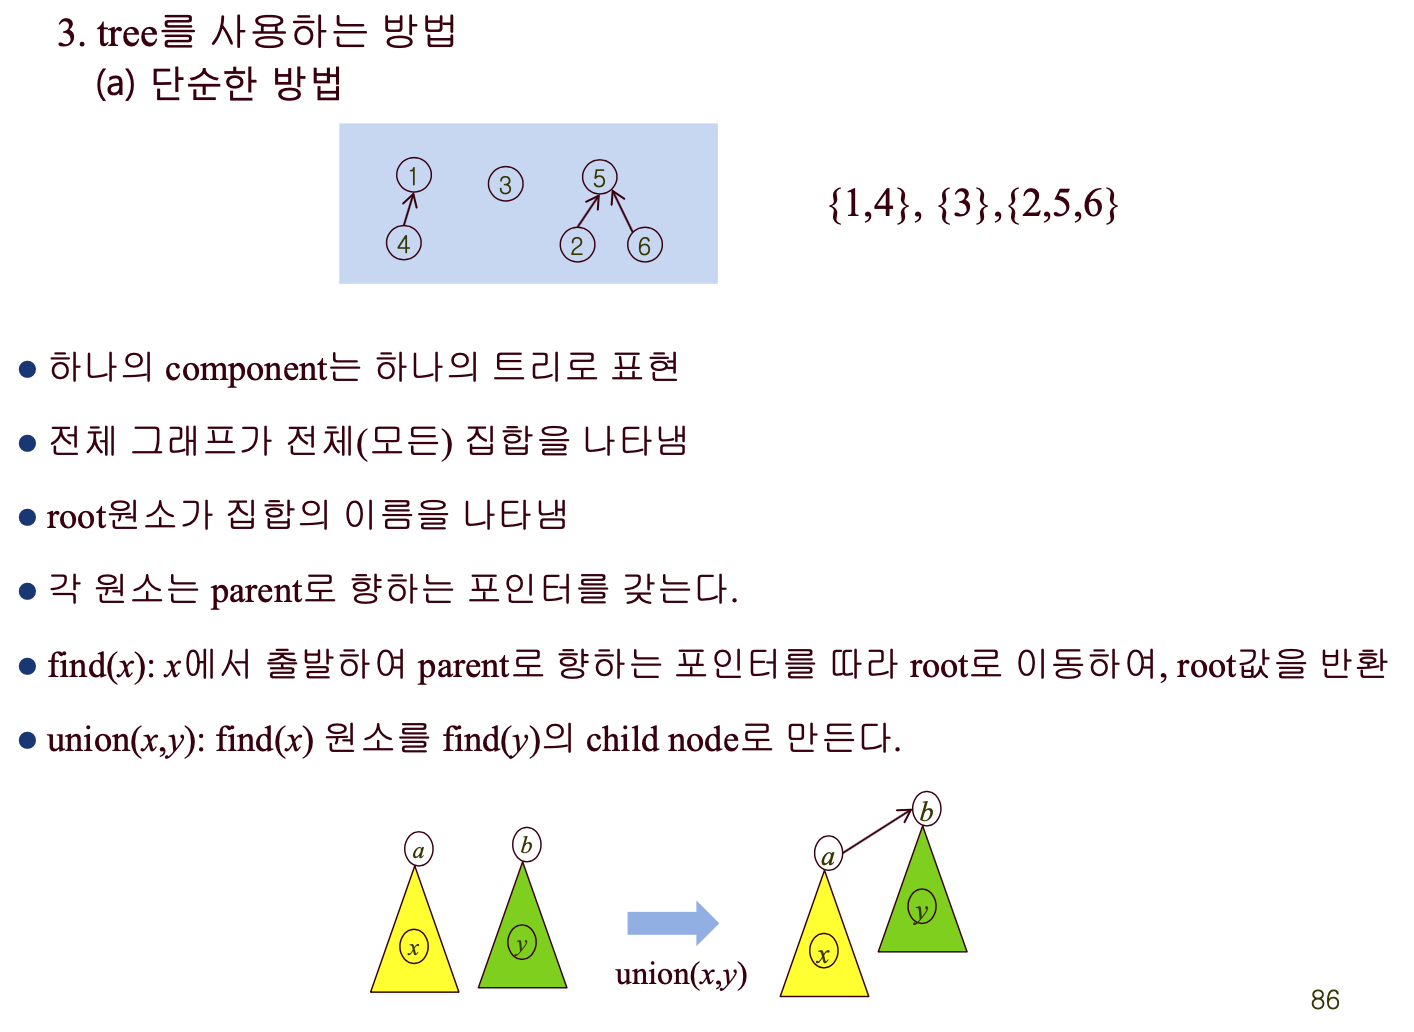 3. tree를 사용하는 방법
(a) 단순한 방법
1 3 5
4 2 6
{1,4}, {3},{2,5,6}
● 하나의 component는 하나의 트리로 표현
● 전체 그래프가 전체(모든) 집합을 나타냄
● root원소가 집합의 이름을 나타냄
● 각 원소는 parent로 향하는 포인터를 갖는다.
● find(x): x에서 출발하여 parent로 향하는 포인터를 따라 root로 이동하여, root값을 반환
● union(x,y): find(x) 원소를 find(y)의 child node로 만든다.
a b
x y
union(x,y)
b
a
y
x
86